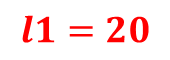 l1 = 20